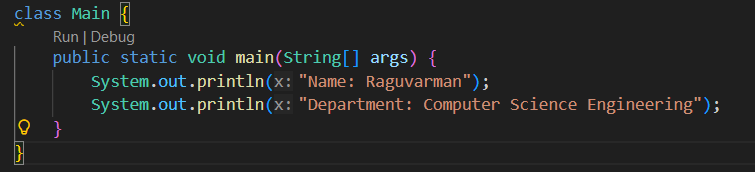 class Main {
Run | Debug
public static void main(String[] args) {
System.out.println(x: "Name: Raguvarman");
System.out.println(x: "Department: Computer Science Engineering");
}
}